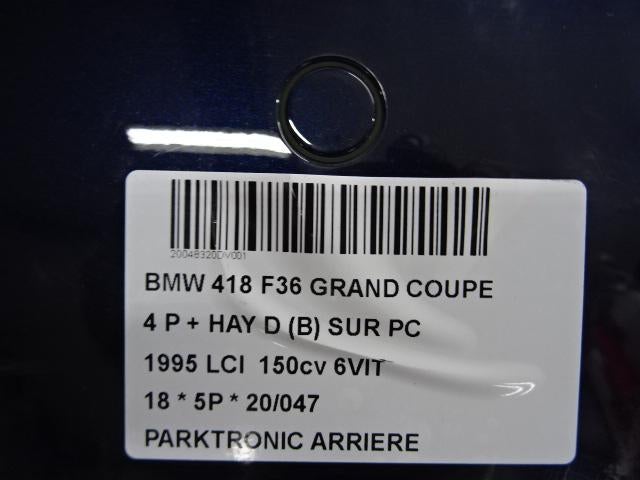 20048320DV001
BMW 418 F36 GRAND COUPE
4 P + HAY D (B) SUR PC
1995 LCI 150cv 6VIT
18 * 5P * 20/047
PARKTRONIC ARRIERE